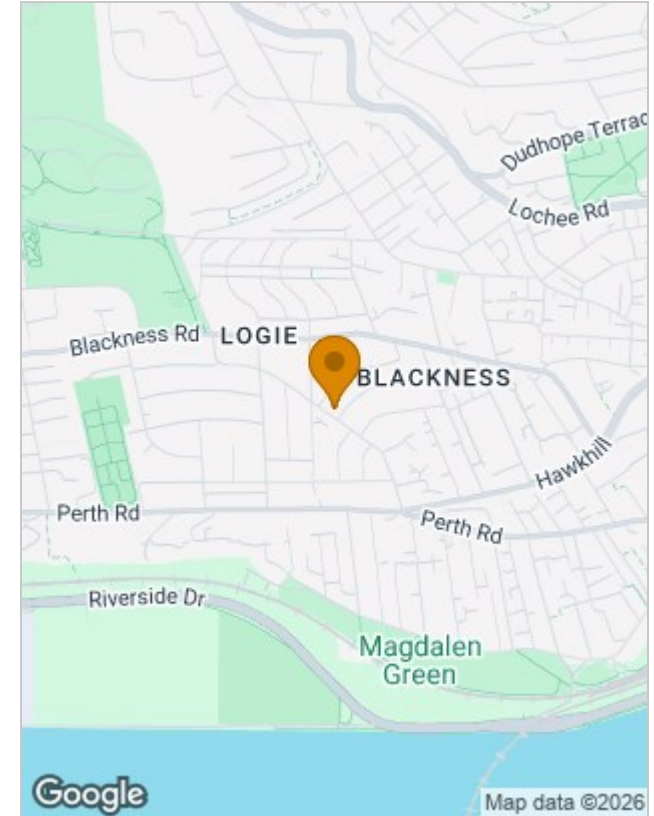 Dudhope Terrac
Lochee Rd
Blackness Rd
LOGIE
BLACKNESS
Hawkhill
Perth Rd
Perth Rd
Riverside Dr
Magdalen
Green
Google
Map data ©2026